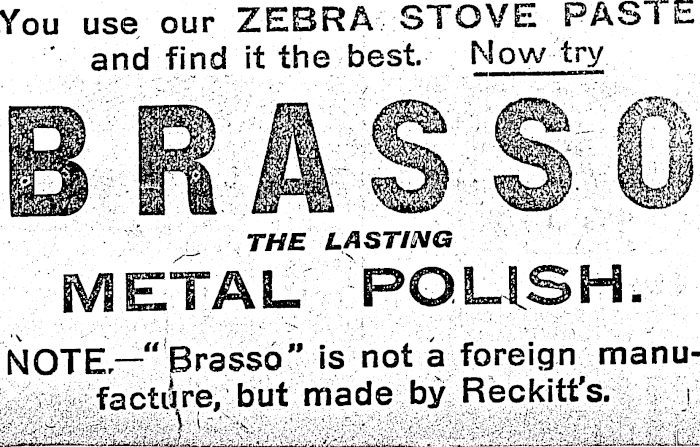 You use our ZEBRA STOVE PASTE
and find it the best. Now try
BRASSO
THE LASTING
METAL POLISH.
NOTE.—“Brasso” is not a foreign manu-
facture, but made by Reckitt's.